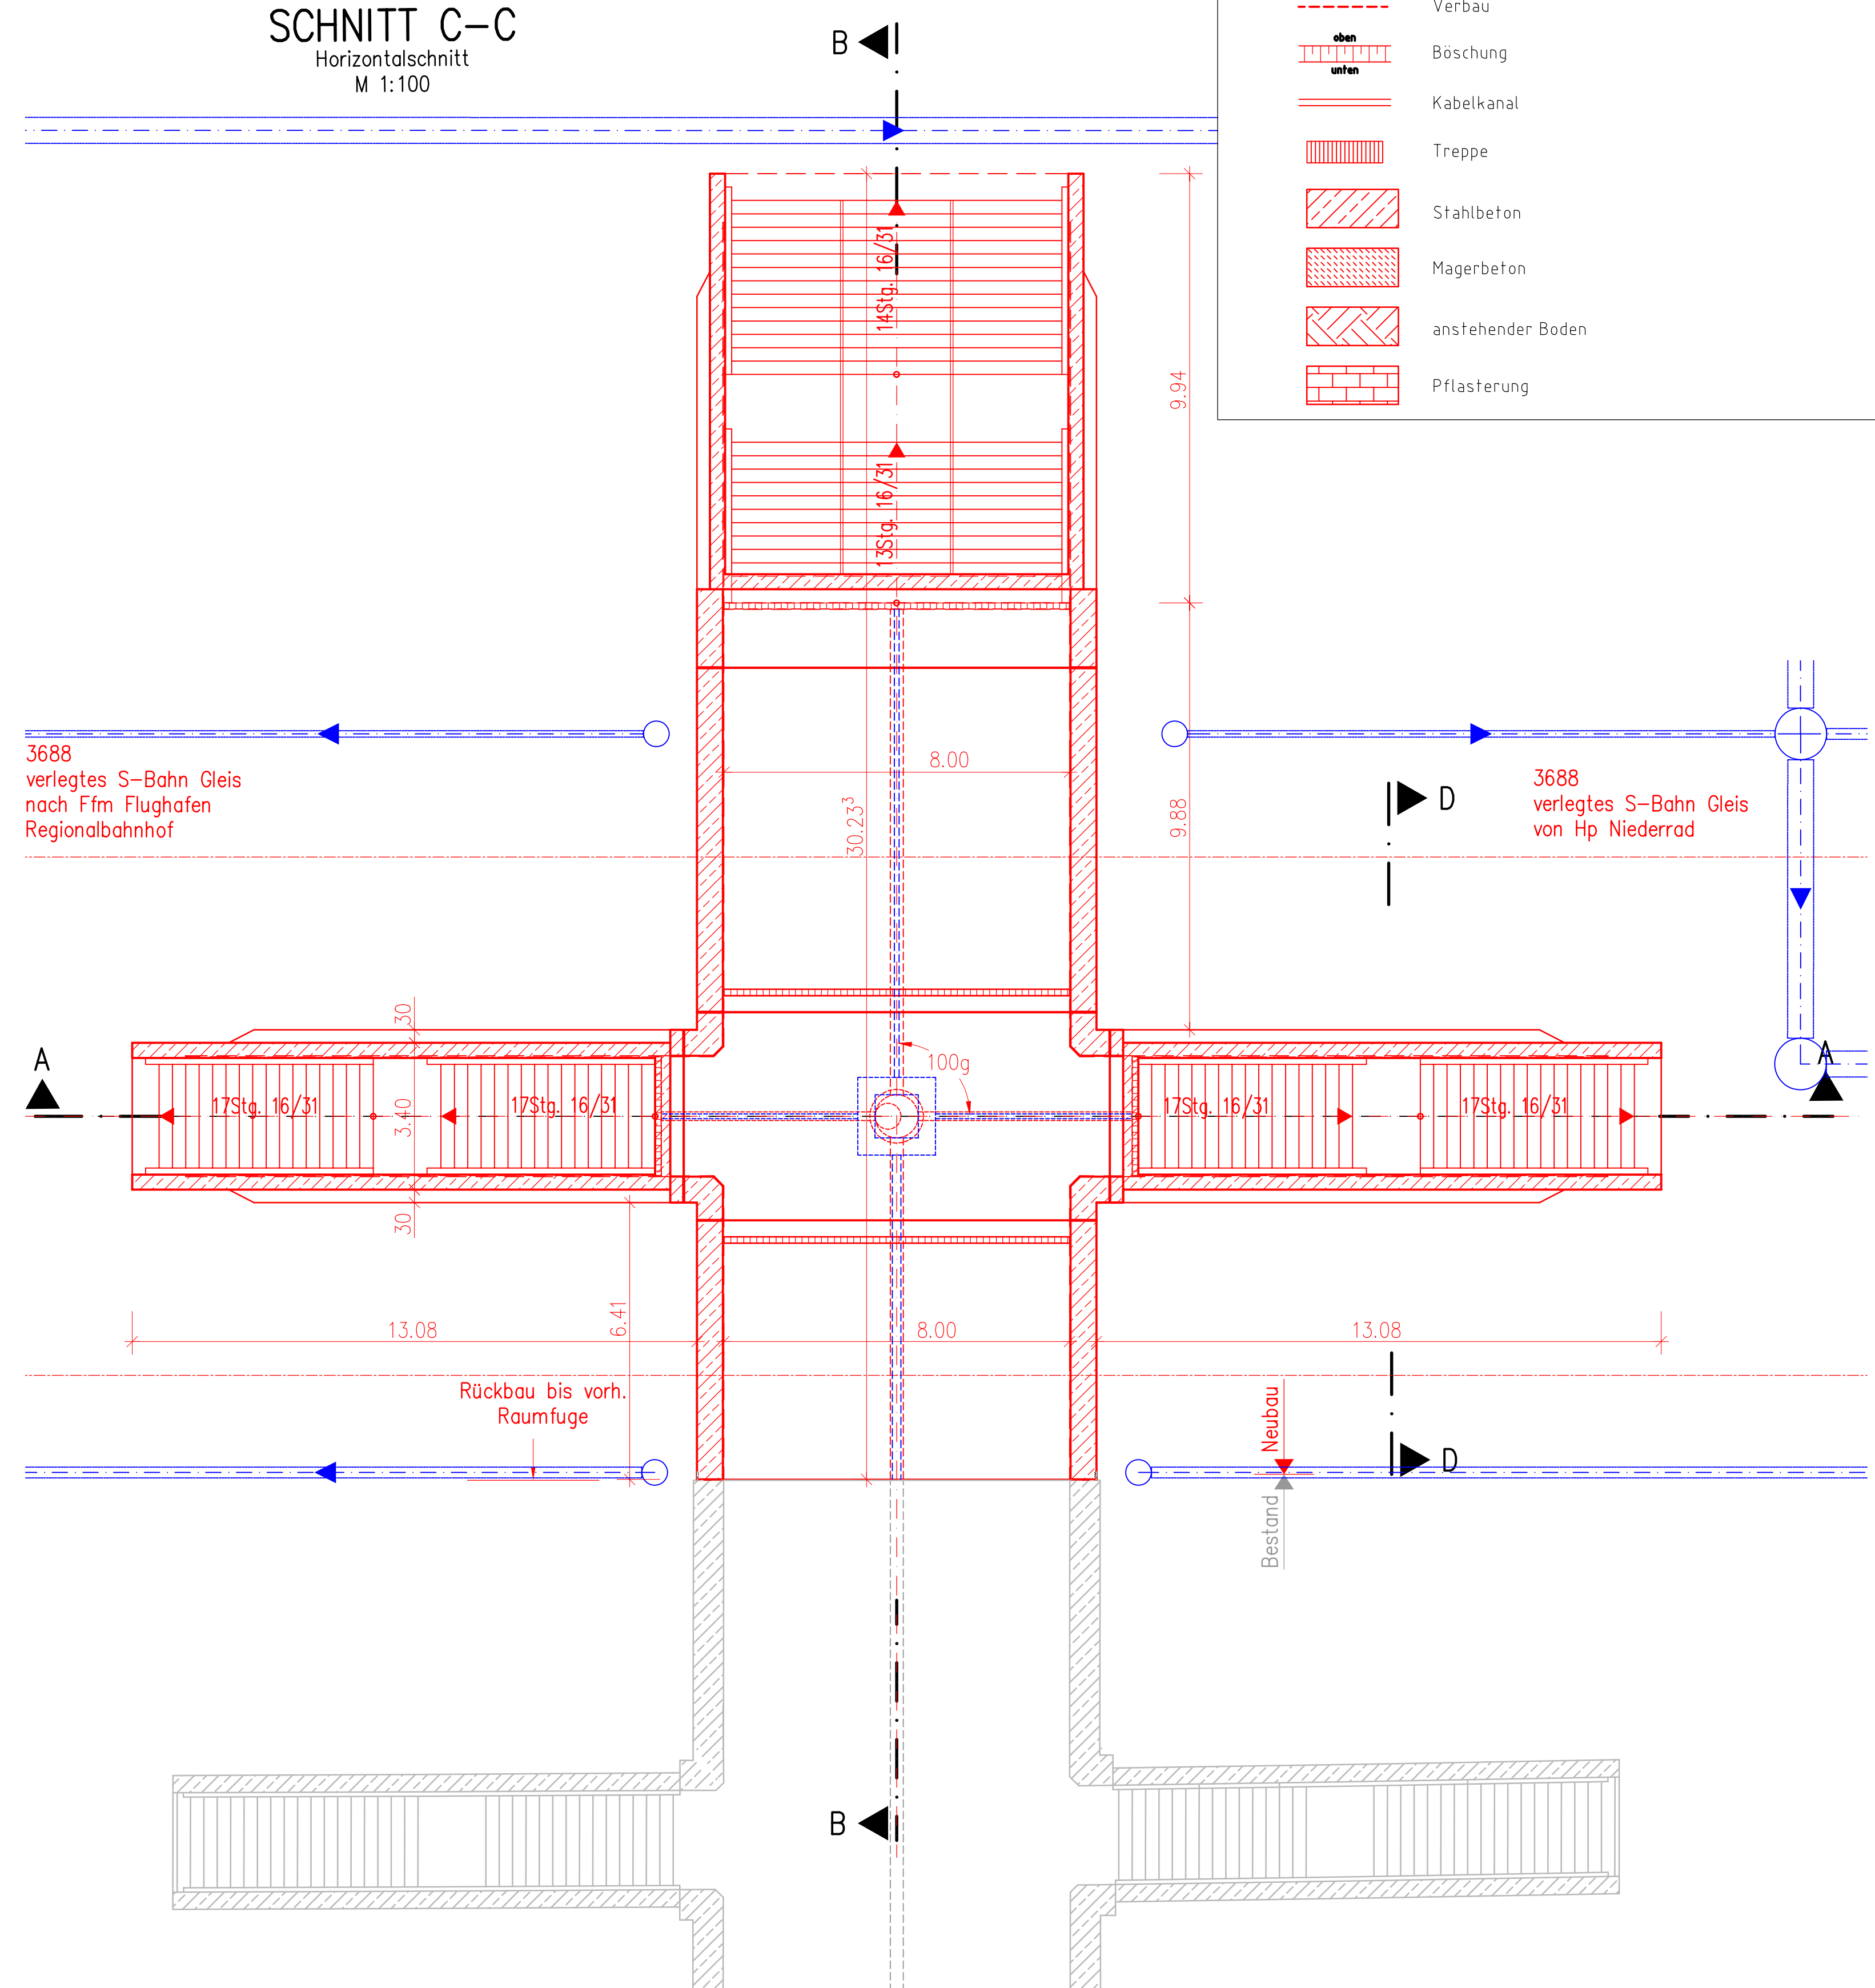 SCHNITT C-C
Horizontalschnitt
M 1:100
B
Verbau
oben
unten
Böschung
Kabelkanal
Treppe
Stahlbeton
Magerbeton
anstehender Boden
Pflasterung
14Stg. 16/31
13Stg. 16/31
9.94
3688
verlegtes S-Bahn Gleis
nach Ffm Flughafen
Regionalbahnhof
8.00
30.23³
9.88
D
3688
verlegtes S-Bahn Gleis
von Hp Niederrad
30
A
100g
A
17Stg. 16/31
3.40
17Stg. 16/31
17Stg. 16/31
17Stg. 16/31
30
6.41
13.08
8.00
13.08
Rückbau bis vorh.
Raumfuge
Neubau
D
Bestand
B